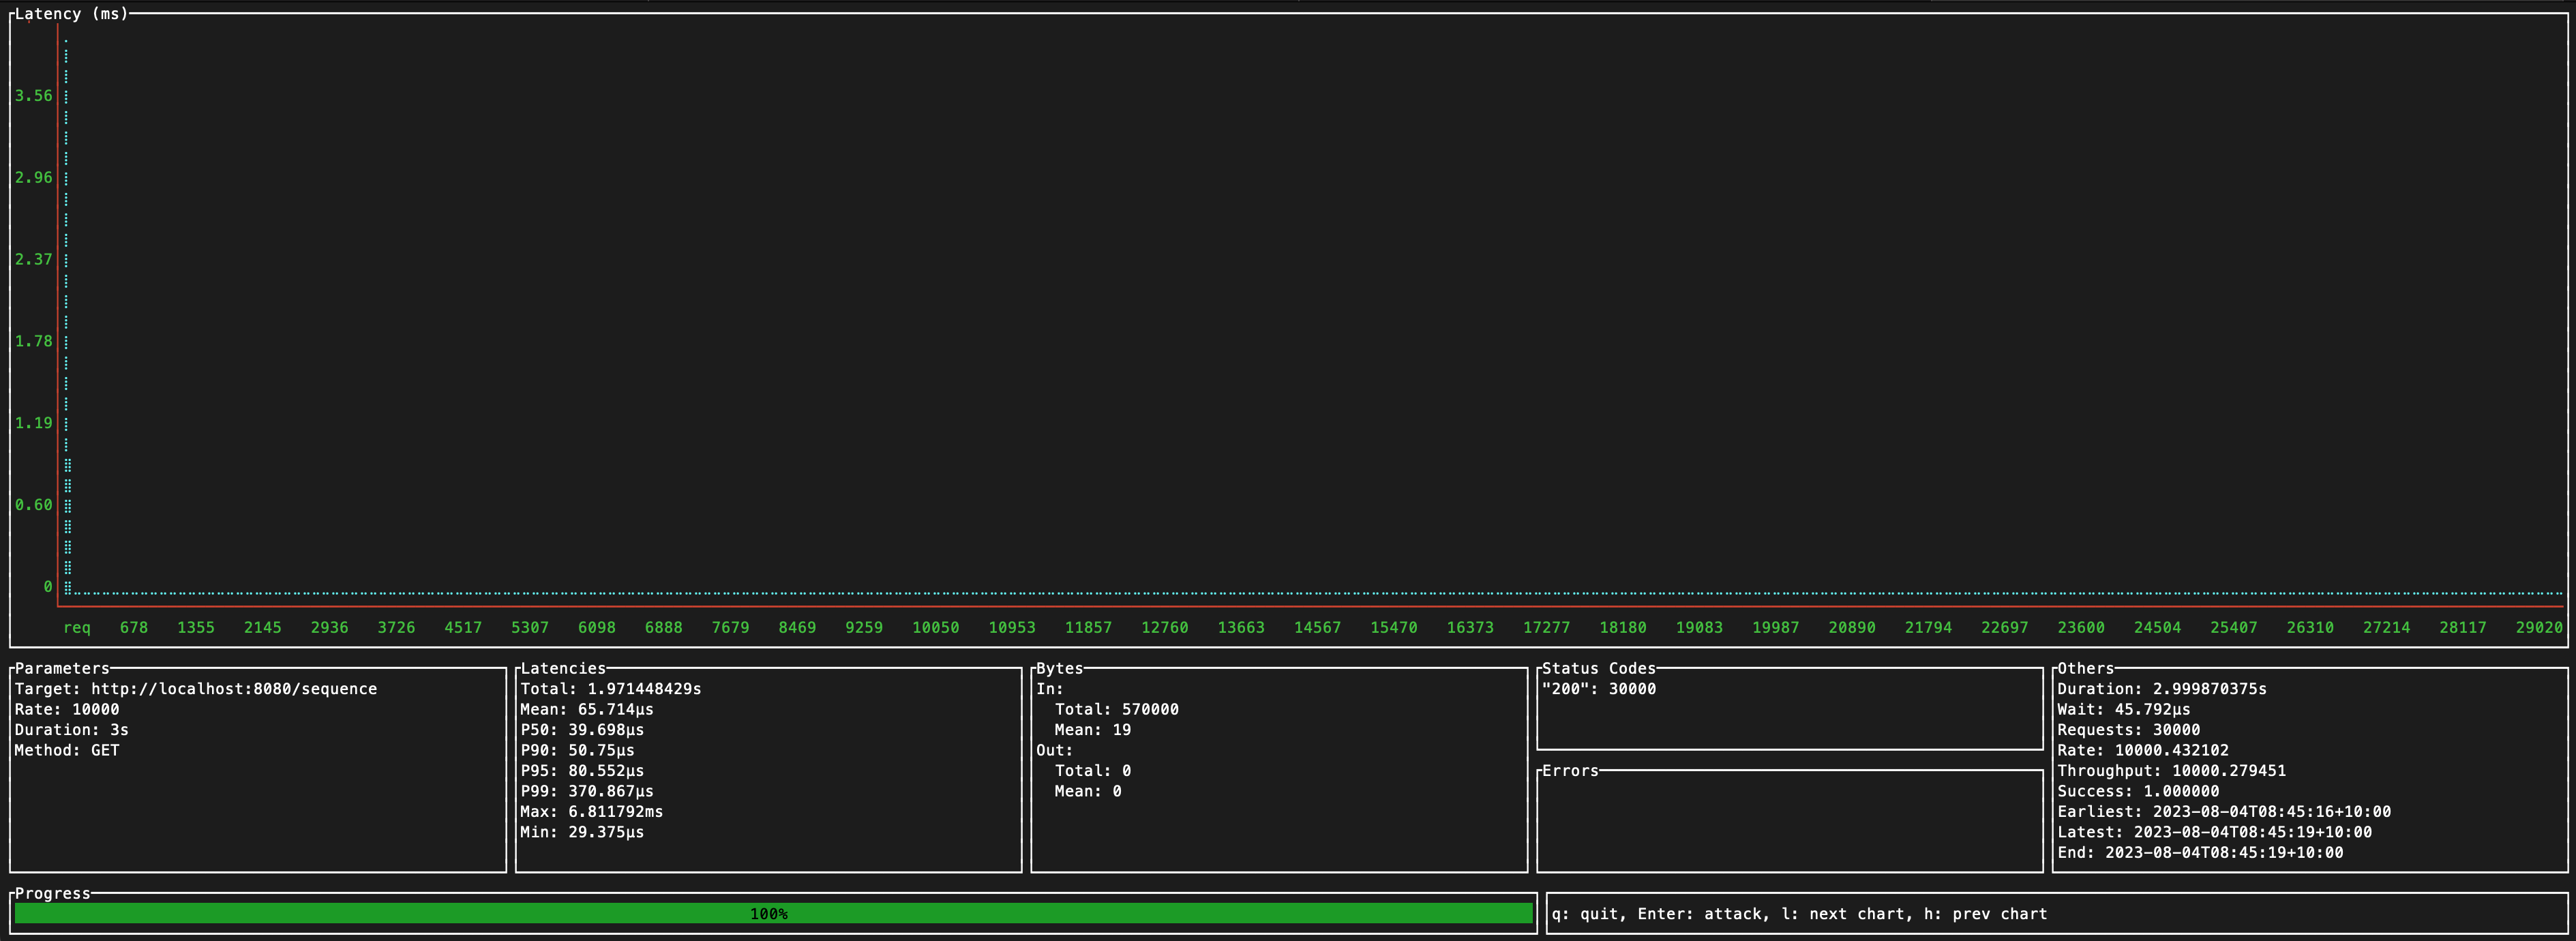 Latency (ms)
3.56
2.96
2.37
1.78
1.19
0.60
0
req 678 1355 2145 2936 3726 4517 5307 6098 6888 7679 8469 9259 10050 10953 11857 12760 13663 14567 15470 16373 17277 18180 19083 19987 20890 21794 22697 23600 24504 25407 26310 27214 28117 29020
Parameters
Target: http://localhost:8080/sequence
Rate: 10000
Duration: 3s
Method: GET
Latencies
Total: 1.971448429s
Mean: 65.714µs
P50: 39.698µs
P90: 50.75µs
P95: 80.552µs
P99: 370.867µs
Max: 6.811792ms
Min: 29.375µs
Bytes
In:
Total: 570000
Mean: 19
Out:
Total: 0
Mean: 0
Status Codes
"200": 30000
Errors
Others
Duration: 2.999870375s
Wait: 45.792µs
Requests: 30000
Rate: 10000.432102
Throughput: 10000.279451
Success: 1.000000
Earliest: 2023-08-04T08:45:16+10:00
Latest: 2023-08-04T08:45:19+10:00
End: 2023-08-04T08:45:19+10:00
Progress
100%
q: quit, Enter: attack, l: next chart, h: prev chart